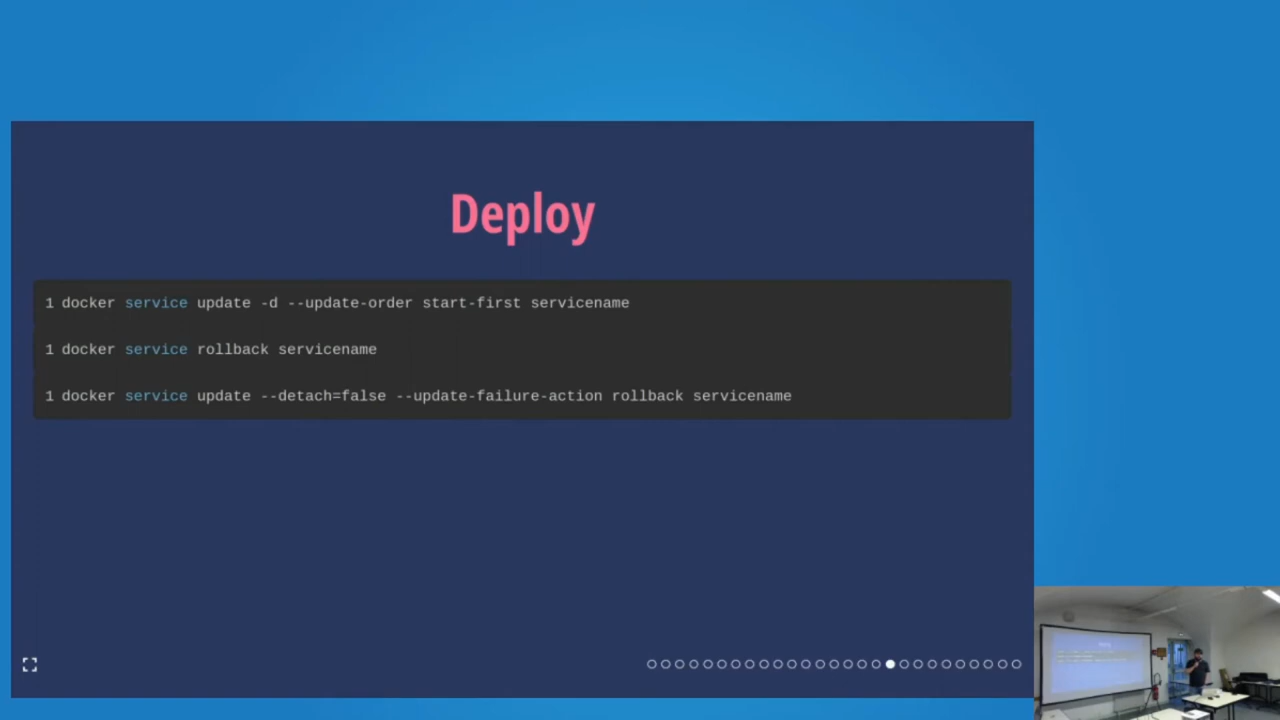 Deploy
1 docker service update -d --update-order start-first servicename
1 docker service rollback servicename
1 docker service update --detach=false --update-failure-action rollback servicename